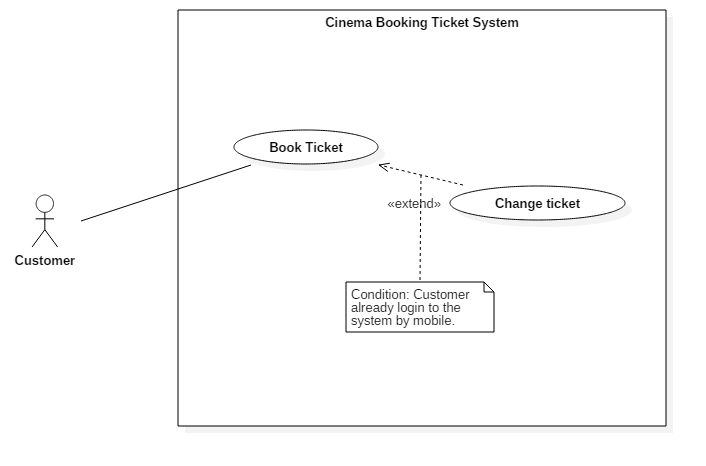 Cinema Booking Ticket System
Book Ticket
«extend»
Change ticket
Customer
Condition: Customer
already login to the
system by mobile.